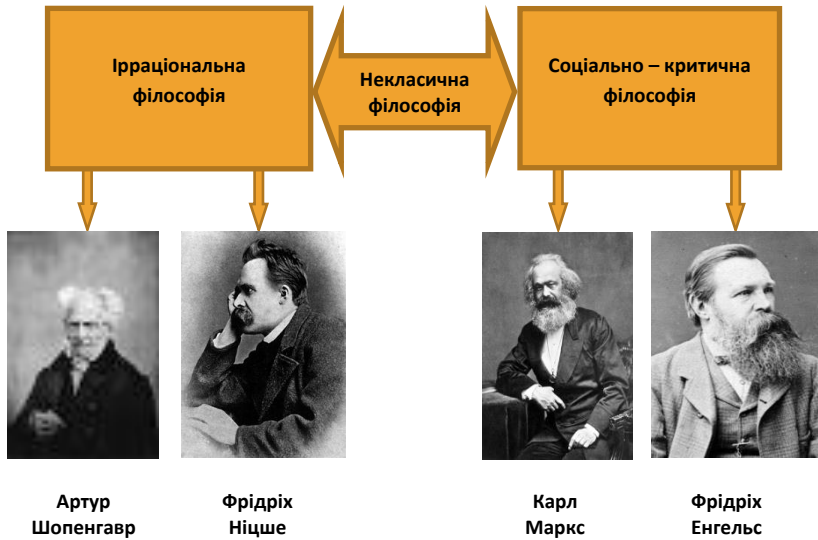 Ірраціональна
філософія
Некласична
філософія
Соціально – критична
філософія
Артур
Шопенгавр
Фрідріх
Ніцше
Карл
Маркс
Фрідріх
Енгельс